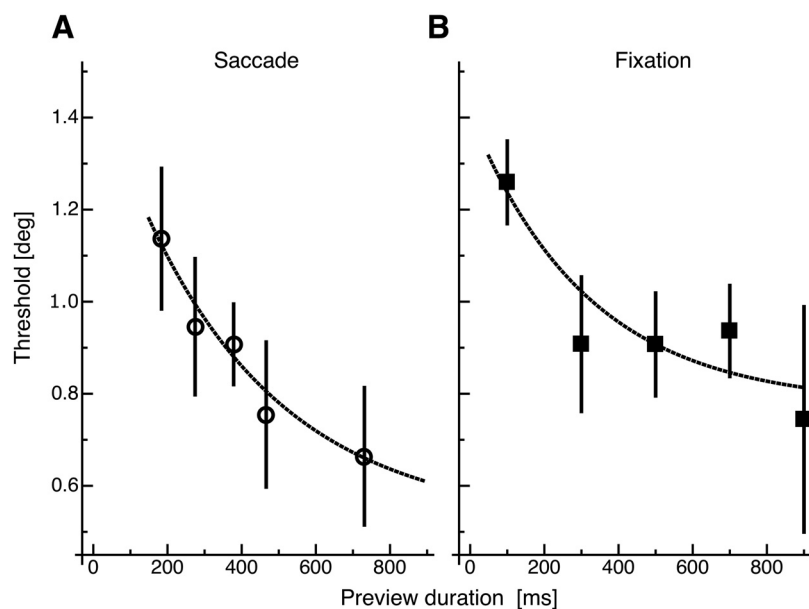 A
B
Saccade
Fixation
Threshold [deg]
1.4
1.2
1.0
0.8
0.6
0 200 400 600 800
0 200 400 600 800
Preview duration [ms]